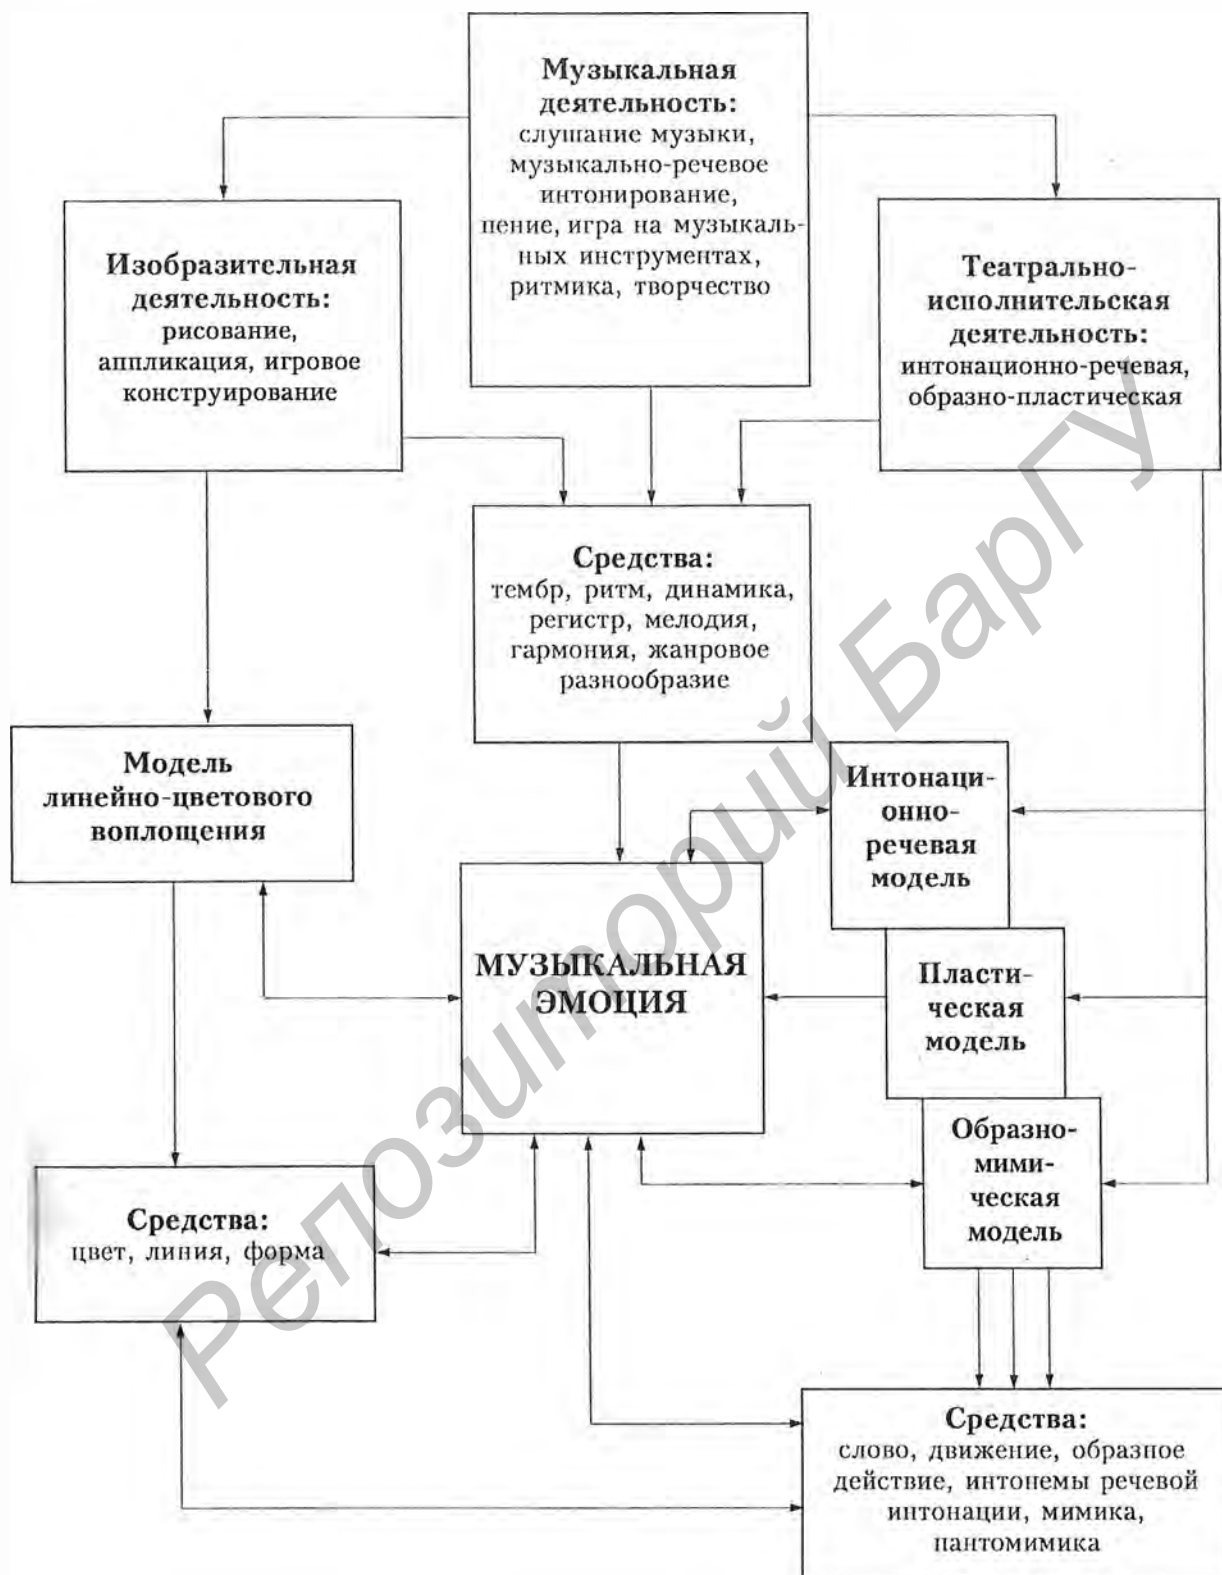 Музыкальная
деятельность:
слушание музыки,
музыкально-речевое
интонирование,
пение, игра на музыкаль-
ных инструментах,
ритмика, творчество
Изобразительная
деятельность:
рисование,
аппликация, игровое
конструирование
Театрально-
исполнительская
деятельность:
интонационно-речевая,
образно-пластическая
Средства:
тембр, ритм, динамика,
регистр, мелодия,
гармония, жанровое
разнообразие
Модель
линейно-цветового
воплощения
Интонаци-
онно-
речевая
модель
МУЗЫКАЛЬНАЯ
ЭМОЦИЯ
Пласти-
ческая
модель
Образно-
мими-
ческая
модель
Средства:
цвет, линия, форма
Средства:
слово, движение, образное
действие, интонемы речевой
интонации, мимика,
пантомимика
Репозиторий БарГУ